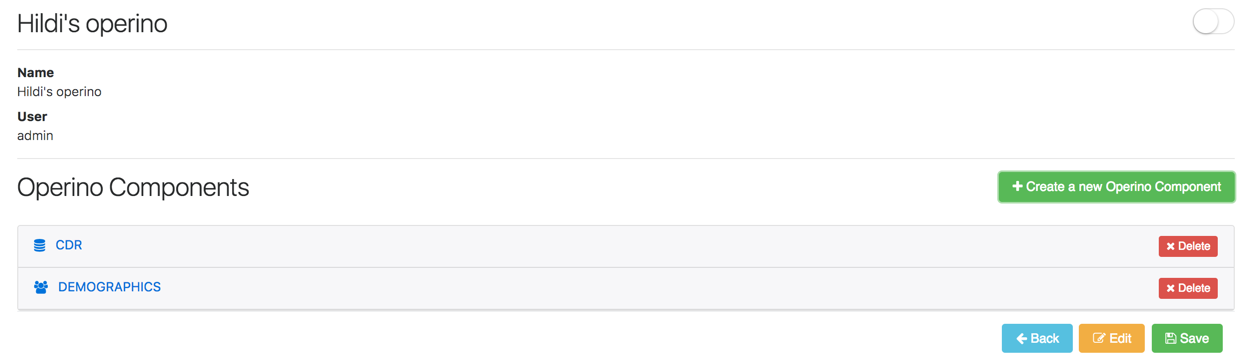 Hildi's operino
Name
Hildi's operino
User
admin
Operino Components
Create a new Operino Component
CDR
Delete
DEMOGRAPHICS
Delete
Back Edit Save